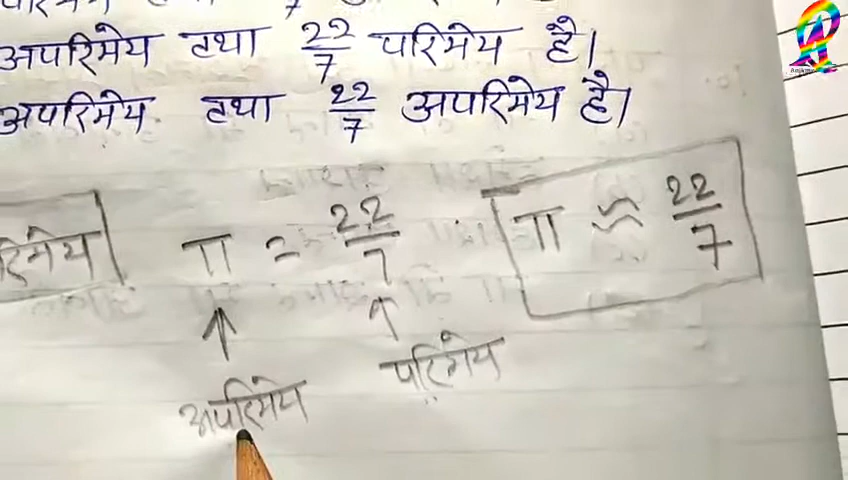 अपरिमेय तथा 22/7 परिमेय है।
अपरिमेय तथा 22/7 अपरिमेय है।
π = 22/7
π ≈ 22/7
अपरिमेय परिमेय